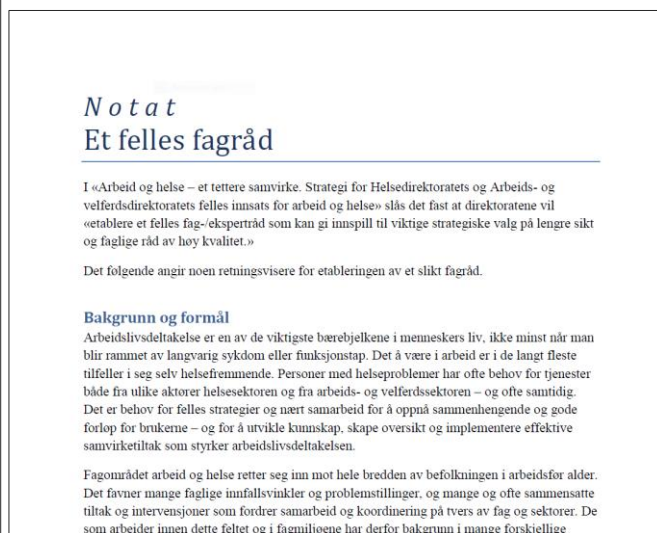 Notat
Et felles fagråd
I «Arbeid og helse – et tettere samvirke. Strategi for Helsedirektoratets og Arbeids- og
velferdsdirektoratets felles innsats for arbeid og helse» slås det fast at direktoratene vil
«etablere et felles fag-/ekspertråd som kan gi innspill til viktige strategiske valg på lengre sikt
og faglige råd av høy kvalitet.»
Det følgende angir noen retningsvisere for etableringen av et slikt fagråd.
Bakgrunn og formål
Arbeidslivsdeltakelse er en av de viktigste bærebjelkene i menneskers liv, ikke minst når man
blir rammet av langvarig sykdom eller funksjonstap. Det å være i arbeid er i de langt fleste
tilfeller i seg selv helsefremmende. Personer med helseproblemer har ofte behov for tjenester
både fra ulike aktører helsesektoren og fra arbeids- og velferdssektoren – og ofte samtidig.
Det er behov for felles strategier og nært samarbeid for å oppnå sammenhengende og gode
forløp for brukerne – og for å utvikle kunnskap, skape oversikt og implementere effektive
samvirketiltak som styrker arbeidslivsdeltakelsen.
Fagområdet arbeid og helse retter seg inn mot hele bredden av befolkningen i arbeidsfør alder.
Det favner mange faglige innfallsvinkler og problemstillinger, og mange og ofte sammensatte
tiltak og intervensjoner som fordrer samarbeid og koordinering på tvers av fag og sektorer. De
som arbeider innen dette feltet og i fagmiljøene har derfor bakgrunn i mange forskjellige